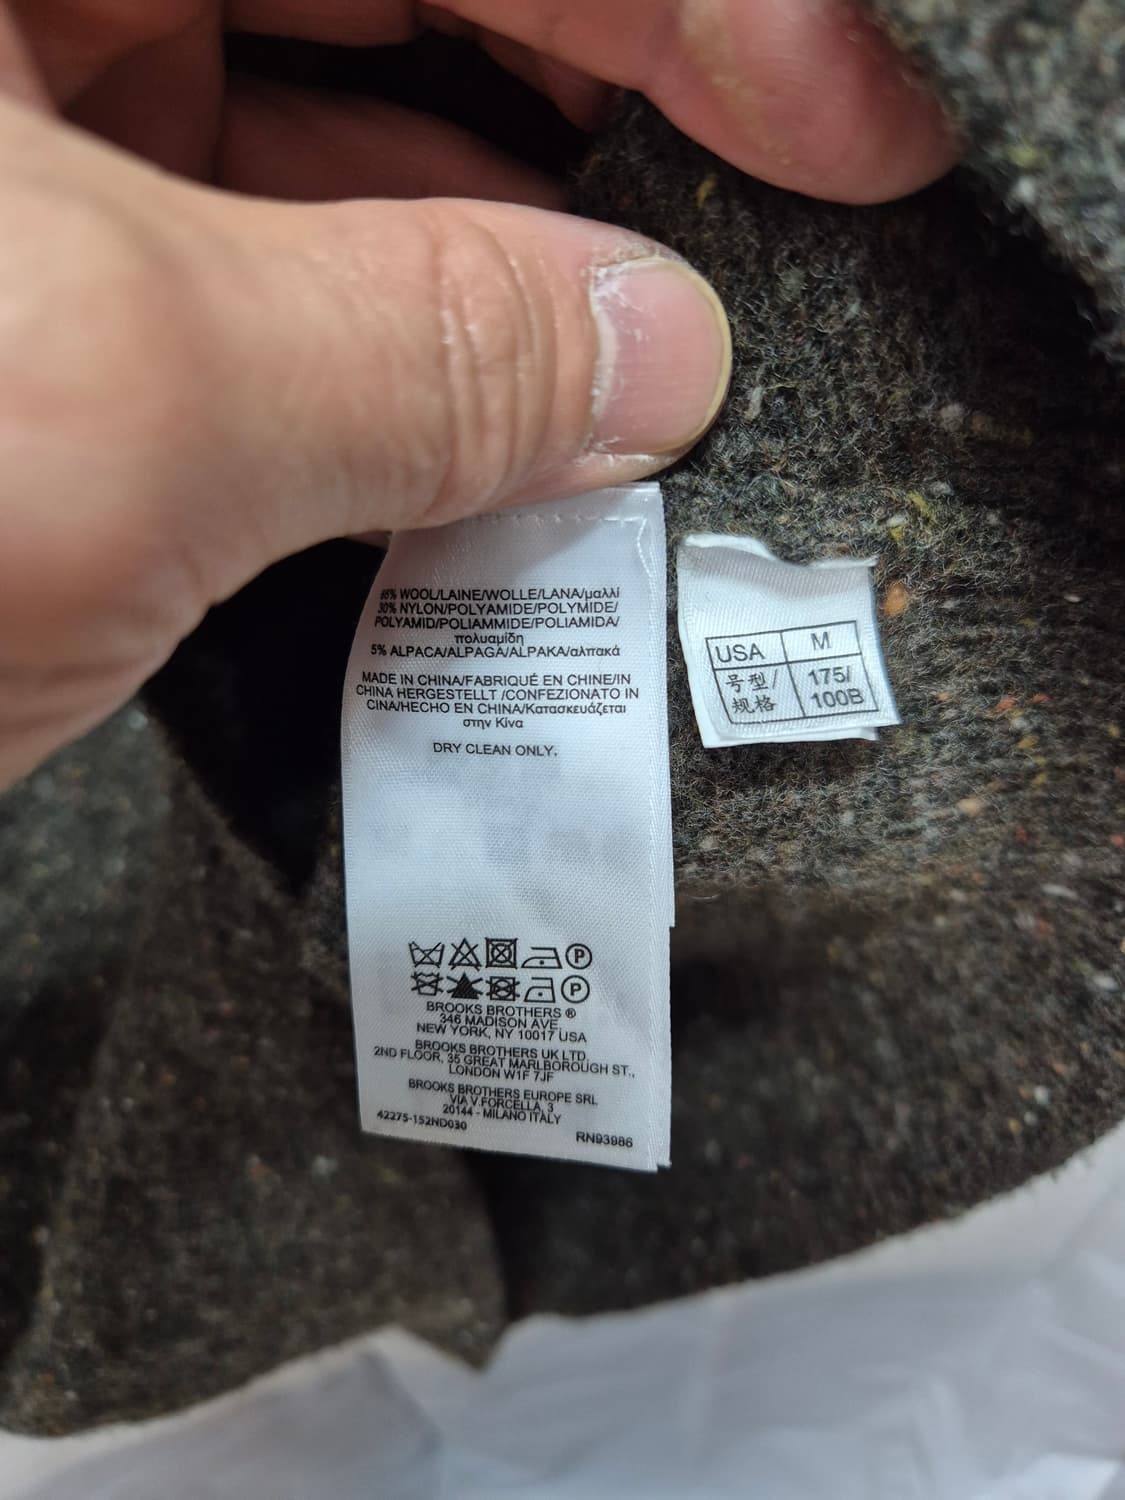 65% WOOL/LAINE/WOLLE/LANA/μαλλί
30% NYLON/POLYAMIDE/POLYMIDE/
POLYAMID/POLIAMMIDE/POLIAMIDA/
πολυαμίδη
5% ALPACA/ALPAGA/ALPAKA/αλπακά
MADE IN CHINA/FABRIQUÉ EN CHINE/IN
CHINA HERGESTELLT /CONFEZIONATO IN
CINA/HECHO EN CHINA/Κατασκευάζεται
στην Κίνα
DRY CLEAN ONLY.
P
P
BROOKS BROTHERS ®
346 MADISON AVE.
NEW YORK, NY 10017 USA
BROOKS BROTHERS UK LTD.
2ND FLOOR, 35 GREAT MARLBOROUGH ST.,
LONDON W1F 7JF
BROOKS BROTHERS EUROPE SRL
VIA V.FORCELLA, 3
20144 - MILANO ITALY
42275-152ND030
RN93986
USA M
号型/ 175/
规格 100B